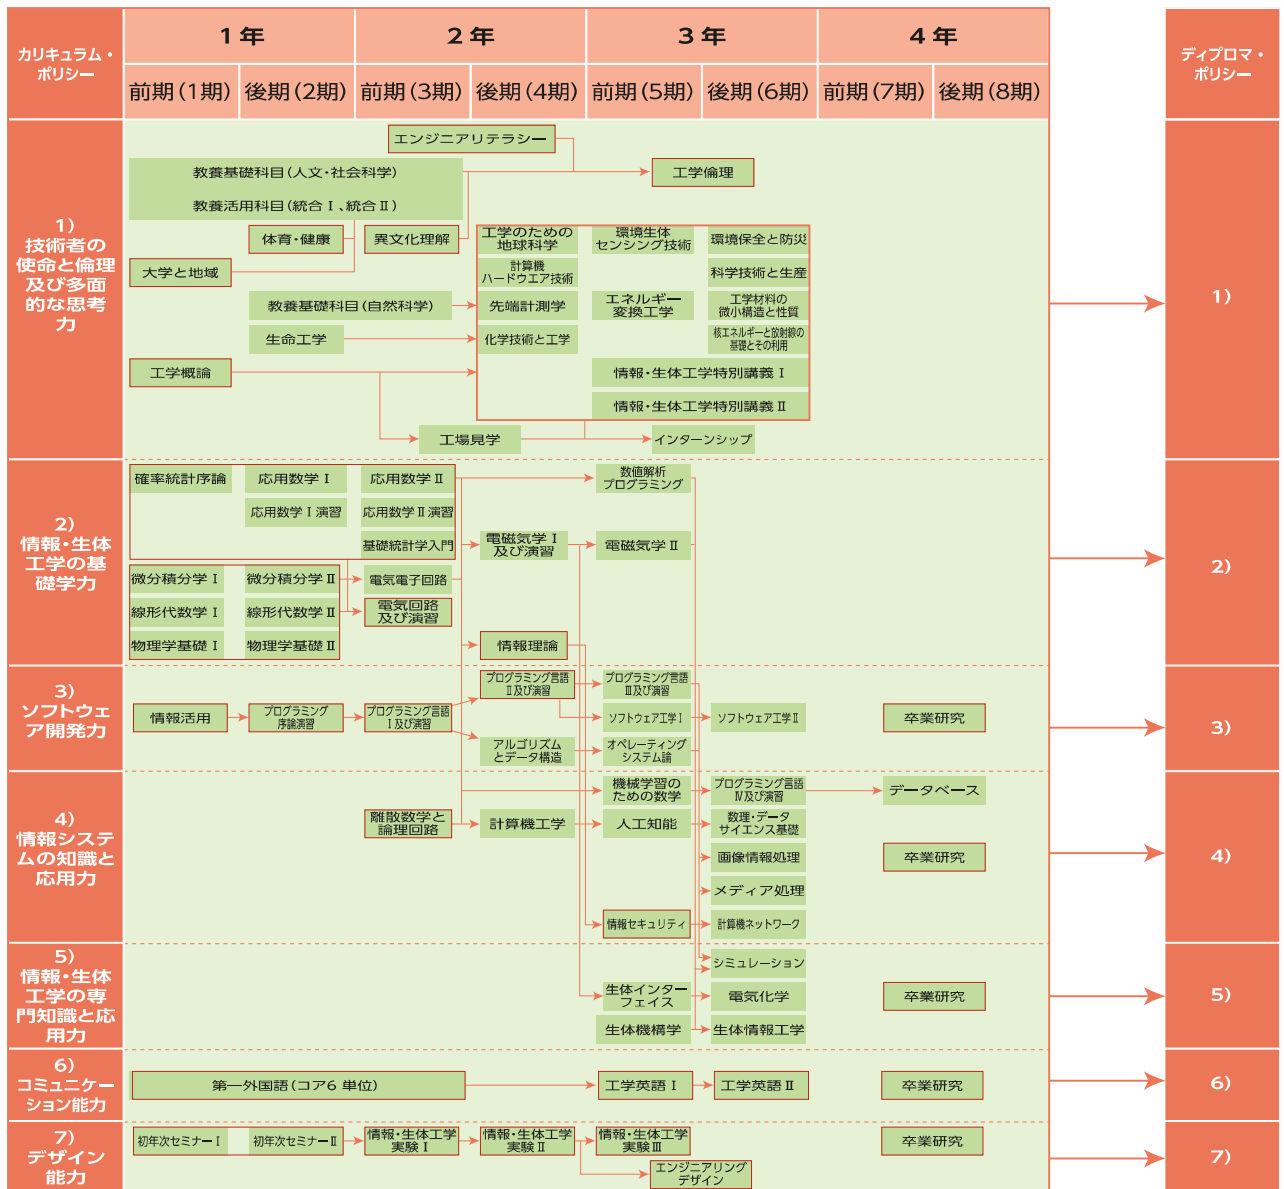 カリキュラム・
ポリシー
1年
2年
3年
4年
ディプロマ・
ポリシー
前期(1期)
後期(2期)
前期(3期)
後期(4期)
前期(5期)
後期(6期)
前期(7期)
後期(8期)
1)
技術者の
使命と倫理
及び多面
的な思考
力
エンジニアリテラシー
教養基礎科目(人文・社会科学)
教養活用科目(統合Ⅰ、統合Ⅱ)
工学倫理
体育・健康
異文化理解
大学と地域
工学のための
地球科学
環境生体
センシング技術
環境保全と防災
計算機
ハードウエア技術
科学技術と生産
教養基礎科目(自然科学)
先端計測学
エネルギー
変換工学
工学材料の
微小構造と性質
生命工学
化学技術と工学
核エネルギーと放射線の
基礎とその利用
工学概論
情報・生体工学特別講義Ⅰ
情報・生体工学特別講義Ⅱ
工場見学
インターンシップ
1)
2)
情報・生体
工学の基
礎学力
確率統計序論
応用数学Ⅰ
応用数学Ⅱ
数値解析
プログラミング
応用数学Ⅰ演習
応用数学Ⅱ演習
基礎統計学入門
電磁気学Ⅰ
及び演習
電磁気学Ⅱ
微分積分学Ⅰ
微分積分学Ⅱ
電気電子回路
線形代数学Ⅰ
線形代数学Ⅱ
電気回路
及び演習
物理学基礎Ⅰ
物理学基礎Ⅱ
情報理論
2)
3)
ソフトウェ
ア開発力
情報活用
プログラミング
序論演習
プログラミング言語
Ⅰ及び演習
プログラミング言語
Ⅱ及び演習
プログラミング言語
Ⅲ及び演習
ソフトウェア工学Ⅰ
ソフトウェア工学Ⅱ
アルゴリズム
とデータ構造
オペレーティング
システム論
卒業研究
3)
4)
情報システ
ムの知識と
応用力
機械学習の
ための数学
プログラミング言語
Ⅳ及び演習
データベース
離散数学と
論理回路
計算機工学
人工知能
数理・データ
サイエンス基礎
画像情報処理
卒業研究
メディア処理
情報セキュリティ
計算機ネットワーク
4)
5)
情報・生体
工学の専
門知識と応
用力
シミュレーション
生体インター
フェイス
電気化学
卒業研究
生体機構学
生体情報工学
5)
6)
コミュニケー
ション能力
第一外国語(コア6単位)
工学英語Ⅰ
工学英語Ⅱ
卒業研究
6)
7)
デザイン
能力
初年次セミナーⅠ
初年次セミナーⅡ
情報・生体工学
実験Ⅰ
情報・生体工学
実験Ⅱ
情報・生体工学
実験Ⅲ
卒業研究
エンジニアリング
デザイン
7)